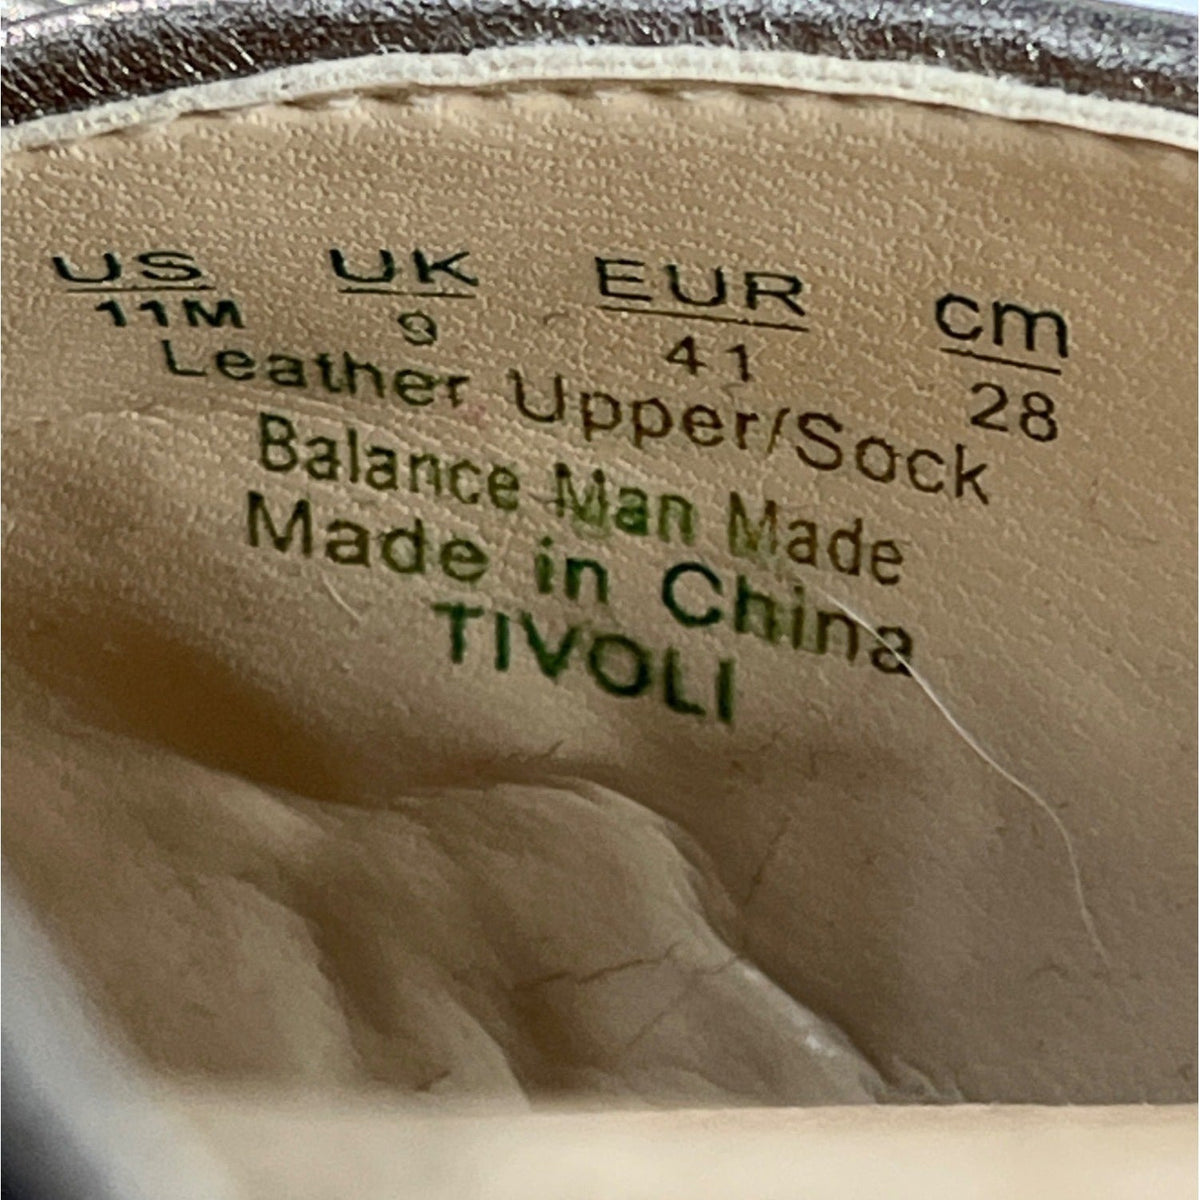 US UK EUR cm
11M 9 41 28
Leather Upper/Sock
Balance Man Made
Made in China
TIVOLI